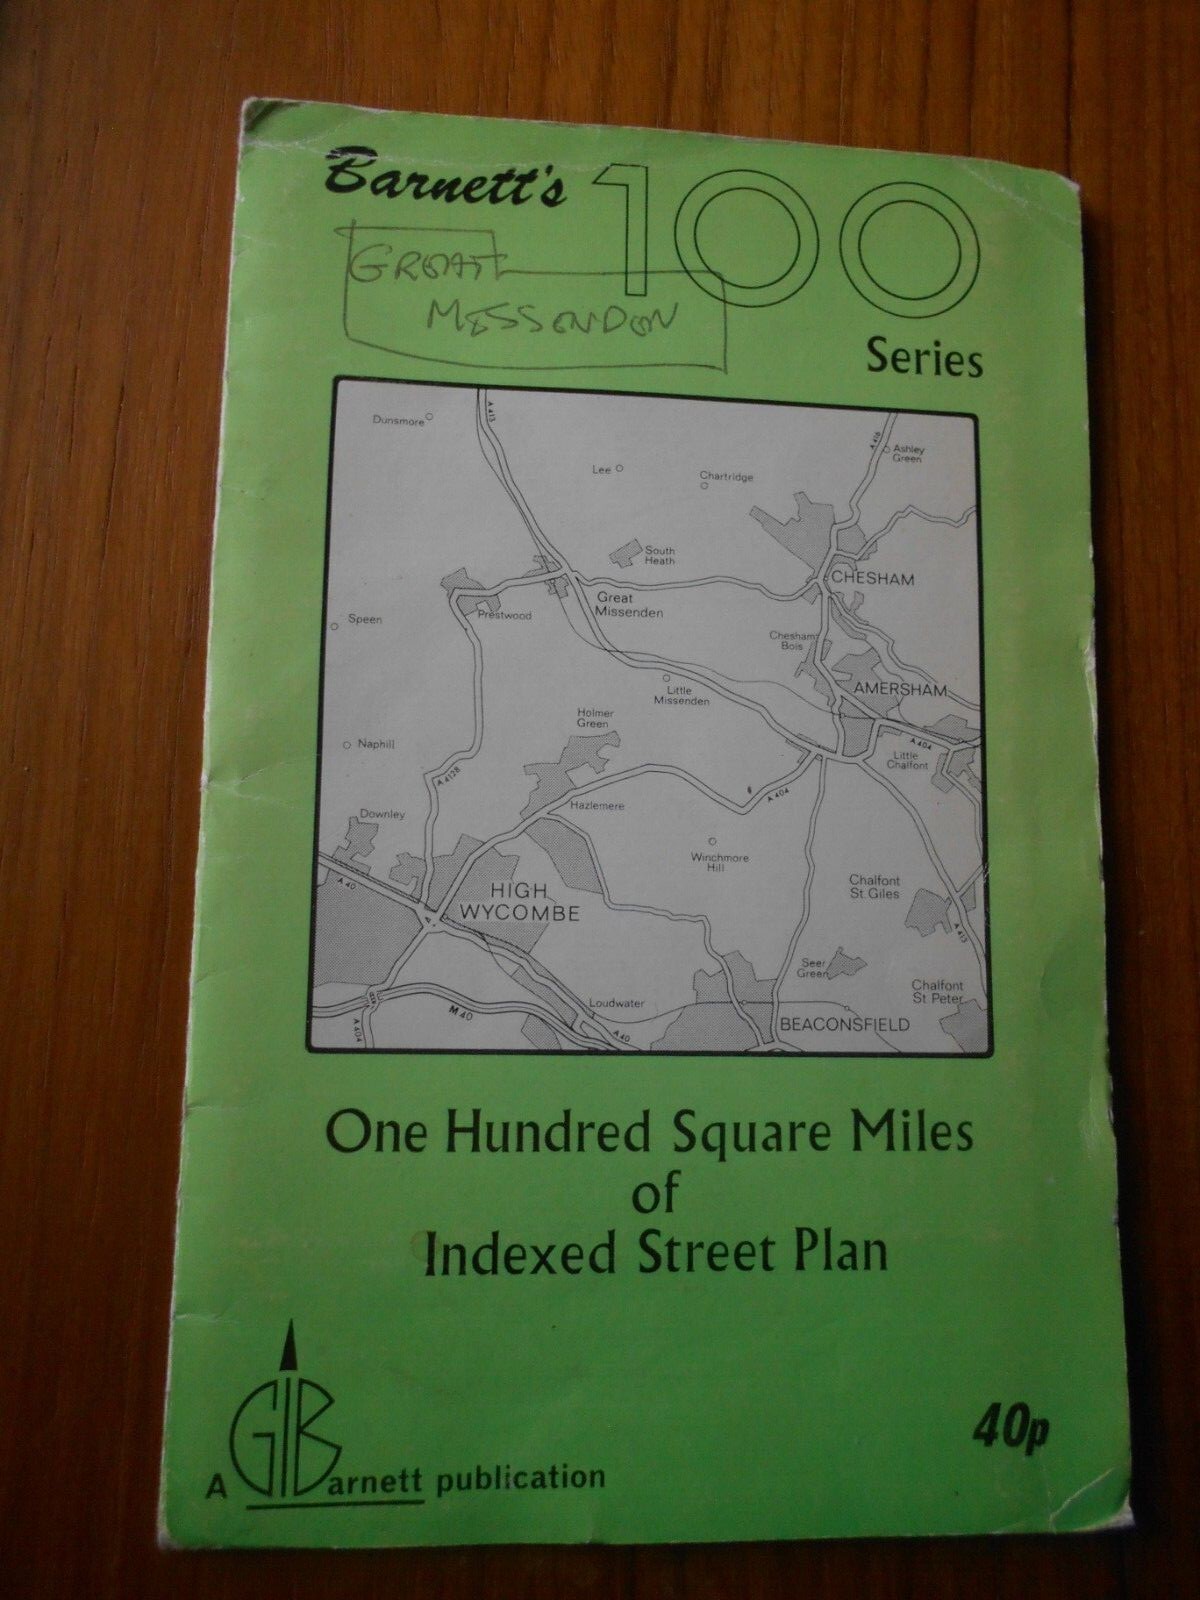 Barnett's 100
GREAT
MISSENDON
Series
Dunsmore
A 413
Lee
Chartridge
A 416
Ashley
Green
South
Heath
CHESHAM
Great
Missenden
Prestwood
Speen
Chesham
Bois
Little
Missenden
AMERSHAM
Holmer
Green
Naphill
A 404
Little
Chalfont
A 4128
A 404
Hazlemere
Downley
Winchmore
Hill
A 40
HIGH
WYCOMBE
Chalfont
St. Giles
A 413
Seer
Green
Chalfont
St Peter
Loudwater
M 40
A 404
A 40
BEACONSFIELD
One Hundred Square Miles
of
Indexed Street Plan
40p
A GIBarnett publication